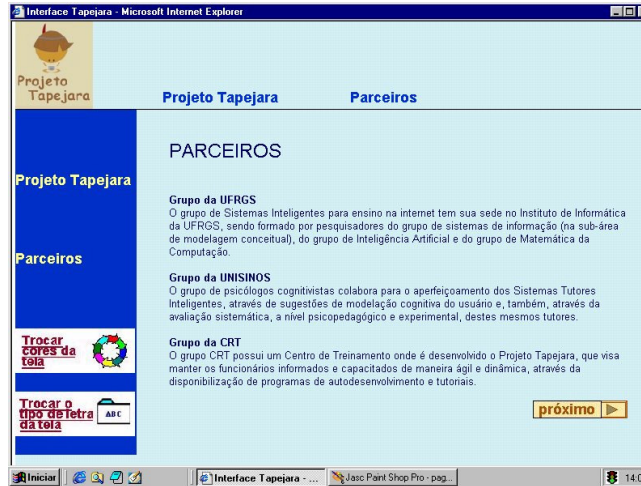 Interface Tapejara - Microsoft Internet Explorer
Projeto
Tapejara
Projeto Tapejara
Parceiros
Projeto Tapejara
Parceiros
Trocar
cores da
tela
Trocar o
tipo de letra
da tela
ABC
PARCEIROS
Grupo da UFRGS
O grupo de Sistemas Inteligentes para ensino na internet tem sua sede no Instituto de Informática
da UFRGS, sendo formado por pesquisadores do grupo de sistemas de informação (na sub-área
de modelagem conceitual), do grupo de Inteligência Artificial e do grupo de Matemática da
Computação.
Grupo da UNISINOS
O grupo de psicólogos cognitivistas colabora para o aperfeiçoamento dos Sistemas Tutores
Inteligentes, através de sugestões de modelação cognitiva do usuário e, também, através da
avaliação sistemática, a nível psicopedagógico e experimental, destes mesmos tutores.
Grupo da CRT
O grupo CRT possui um Centro de Treinamento onde é desenvolvido o Projeto Tapejara, que visa
manter os funcionários informados e capacitados de maneira ágil e dinâmica, através da
disponibilização de programas de autodesenvolvimento e tutoriais.
próximo
Iniciar
Interface Tapejara - ...
Jasc Paint Shop Pro - pag...